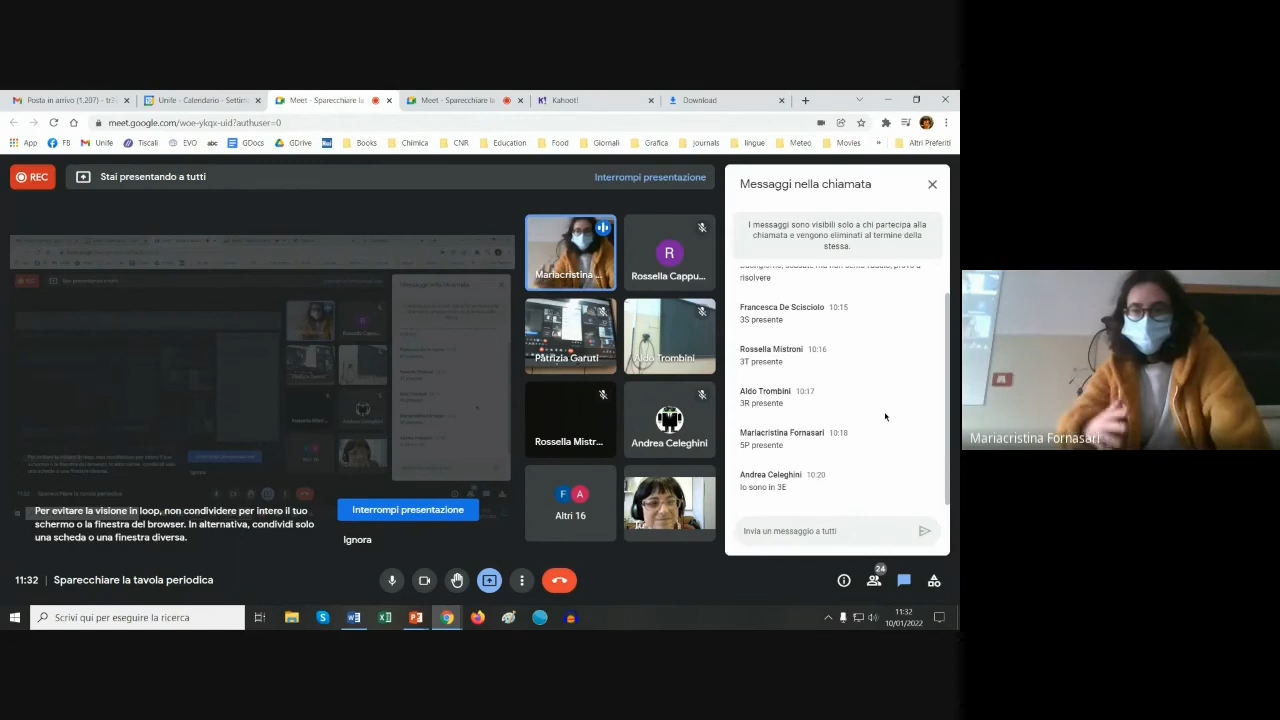 Posta in arrivo (1.207) - tr3
Unife - Calendario - Settim
Meet - Sparecchiare la
Meet - Sparecchiare la
Kahoot!
Download
meet.google.com/woe-ykqx-uid?authuser=0
App
FB
Unife
Tiscali
EVO
abc
GDocs
GDrive
Books
Chimica
CNR
Education
Food
Giornali
Grafica
journals
lingue
Meteo
Movies
»
Altri Preferiti
REC
Stai presentando a tutti
Interrompi presentazione
Mariacristina ...
R
Rossella Cappu...
Patrizia Garuti
Aldo Trombini
Rossella Mistr...
Andrea Celeghini
F A
Altri 16
Per evitare la visione in loop, non condividere per intero il tuo
schermo o la finestra del browser. In alternativa, condividi solo
una scheda o una finestra diversa.
Interrompi presentazione
Ignora
Messaggi nella chiamata
I messaggi sono visibili solo a chi partecipa alla
chiamata e vengono eliminati al termine della
stessa.
risolvere
Francesca De Scisciolo 10:15
3S presente
Rossella Mistroni 10:16
3T presente
Aldo Trombini 10:17
3R presente
Mariacristina Fornasari 10:18
5P presente
Andrea Celeghini 10:20
Io sono in 3E
Invia un messaggio a tutti
Mariacristina Fornasari
11:32 | Sparecchiare la tavola periodica
24
Scrivi qui per eseguire la ricerca
11:32
10/01/2022